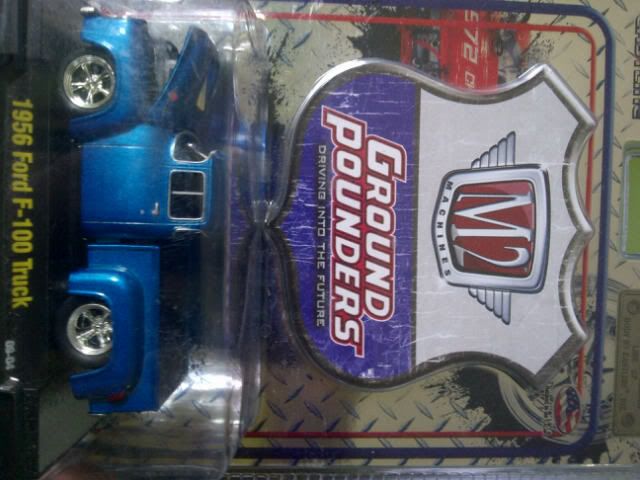 M2
MACHINES
GROUND
POUNDERS
DRIVING INTO THE FUTURE
1956 Ford F-100 Truck